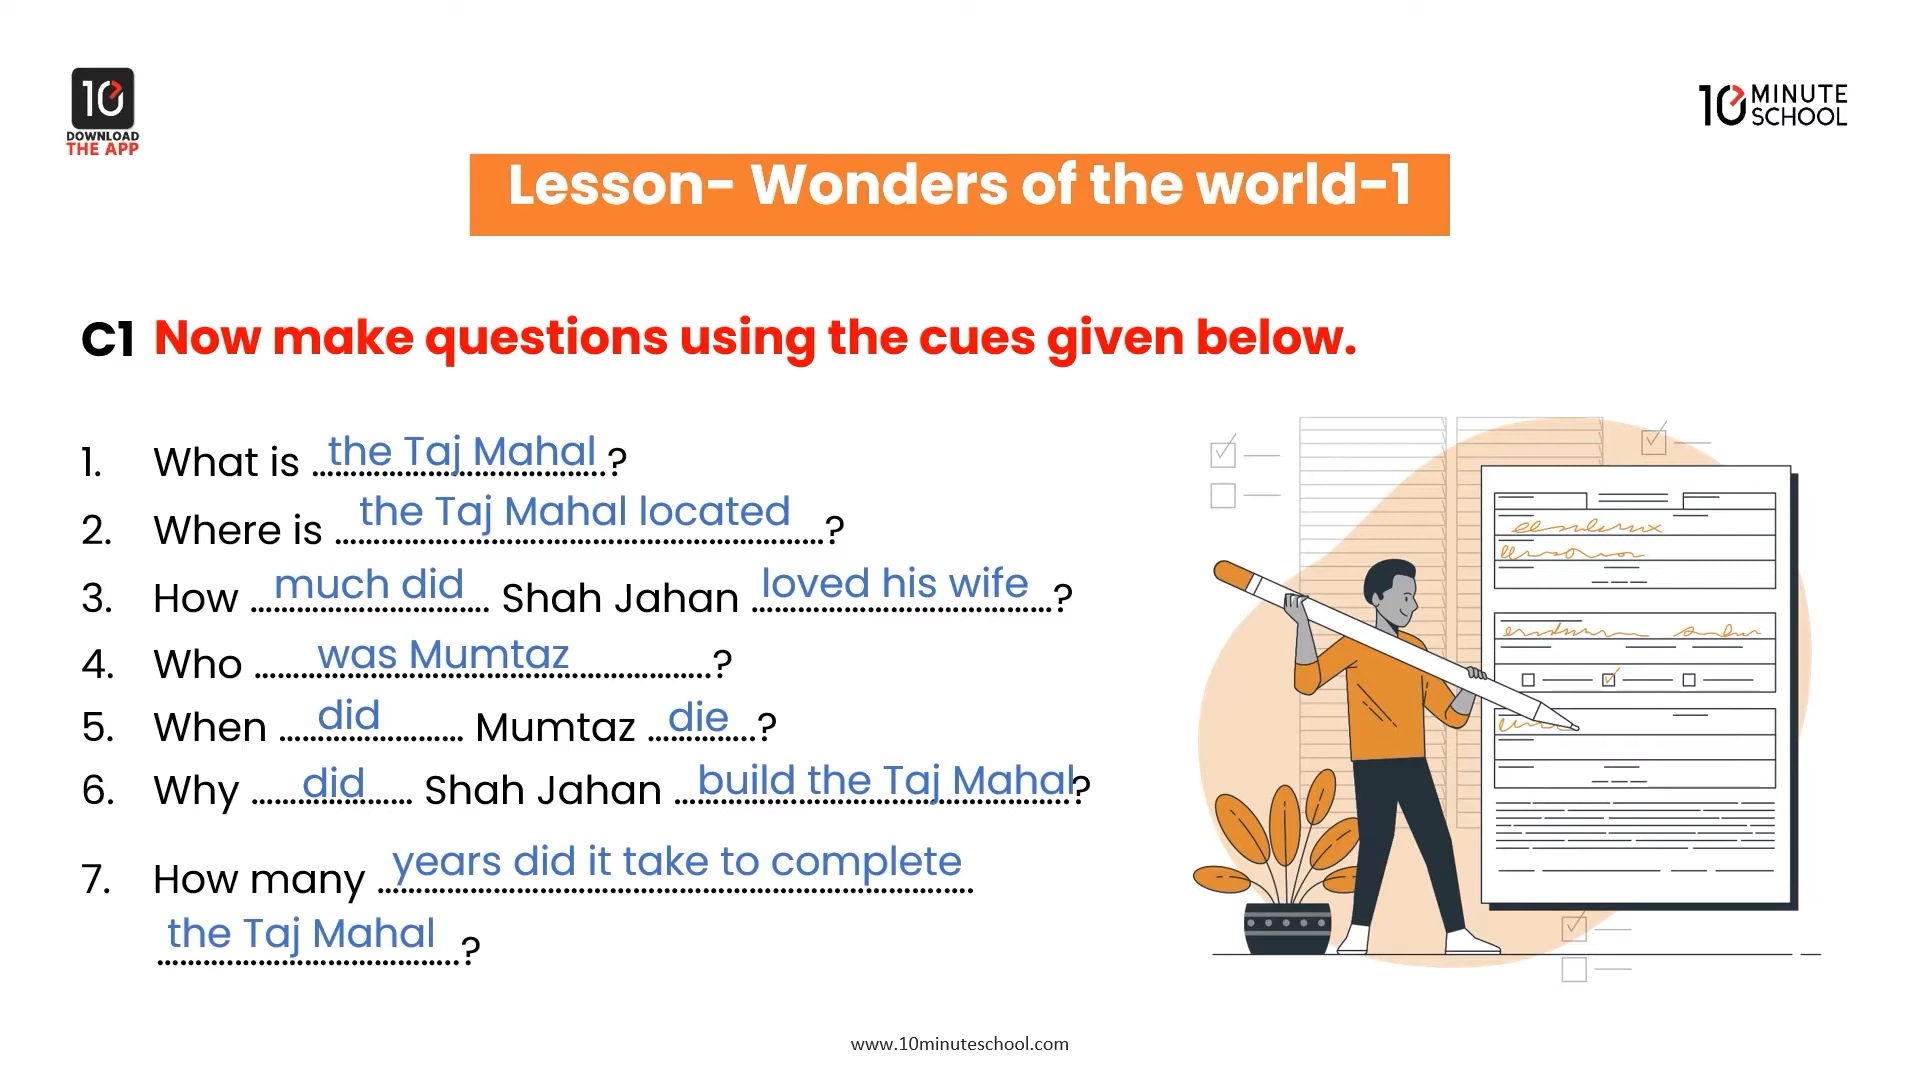 10
DOWNLOAD
THE APP
10 MINUTE
SCHOOL
Lesson- Wonders of the world-1
C1 Now make questions using the cues given below.
1. What is ...the Taj Mahal...?
2. Where is ...the Taj Mahal located...?
3. How ...much did... Shah Jahan ...loved his wife...?
4. Who ...was Mumtaz...?
5. When ...did... Mumtaz ...die...?
6. Why ...did... Shah Jahan ...build the Taj Mahal...?
7. How many ...years did it take to complete...
...the Taj Mahal...?
www.10minuteschool.com